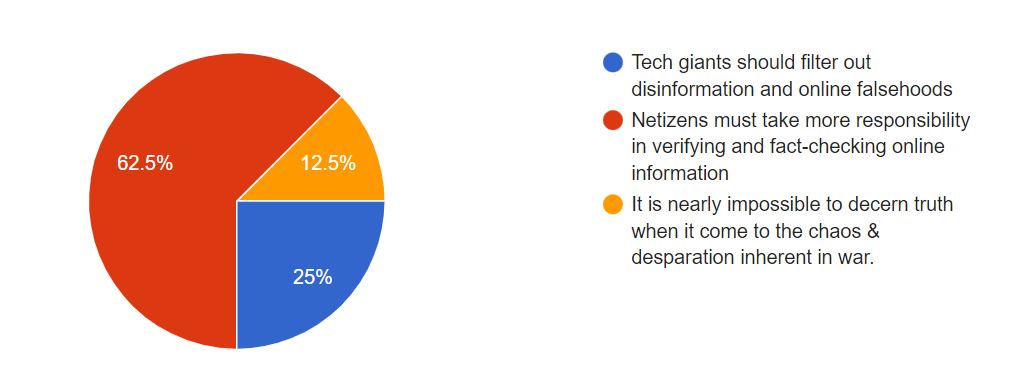 62.5%
12.5%
25%
Tech giants should filter out
disinformation and online falsehoods
Netizens must take more responsibility
in verifying and fact-checking online
information
It is nearly impossible to decern truth
when it come to the chaos &
desparation inherent in war.